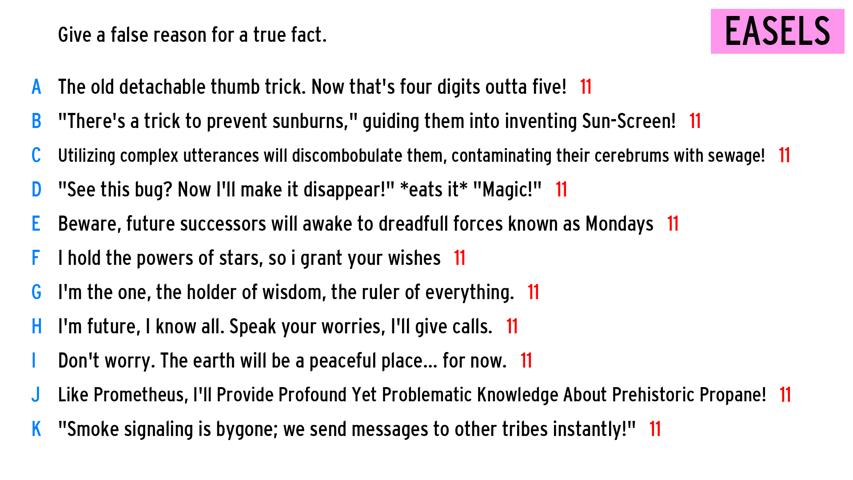 Give a false reason for a true fact.
EASELS
A The old detachable thumb trick. Now that's four digits outta five! 11
B "There's a trick to prevent sunburns," guiding them into inventing Sun-Screen! 11
C Utilizing complex utterances will discombobulate them, contaminating their cerebrums with sewage! 11
D "See this bug? Now I'll make it disappear!" *eats it* "Magic!" 11
E Beware, future successors will awake to dreadfull forces known as Mondays 11
F I hold the powers of stars, so i grant your wishes 11
G I'm the one, the holder of wisdom, the ruler of everything. 11
H I'm future, I know all. Speak your worries, I'll give calls. 11
I Don't worry. The earth will be a peaceful place... for now. 11
J Like Prometheus, I'll Provide Profound Yet Problematic Knowledge About Prehistoric Propane! 11
K "Smoke signaling is bygone; we send messages to other tribes instantly!" 11